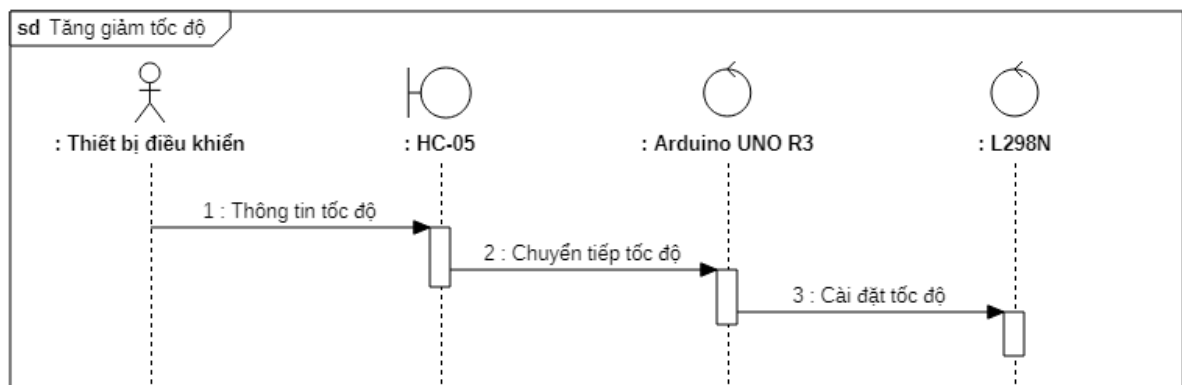 sd Tăng giảm tốc độ
: Thiết bị điều khiển
: HC-05
: Arduino UNO R3
: L298N
1 : Thông tin tốc độ
2 : Chuyển tiếp tốc độ
3 : Cài đặt tốc độ